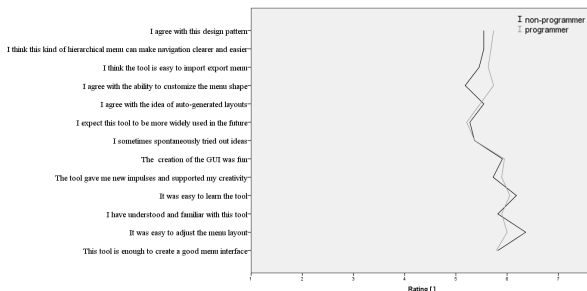 non-programmer
programmer
I agree with this design pattern
I think this kind of hierarchical menu can make navigation clearer and easier
I think the tool is easy to import export menu
I agree with the ability to customize the menu shape
I agree with the idea of auto-generated layouts
I expect this tool to be more widely used in the future
I sometimes spontaneously tried out ideas
The creation of the GUI was fun
The tool gave me new impulses and supported my creativity
It was easy to learn the tool
I have understood and familiar with this tool
It was easy to adjust the menu layout
This tool is enough to create a good menu interface
1 2 3 4 5 6 7
Rating [ ]